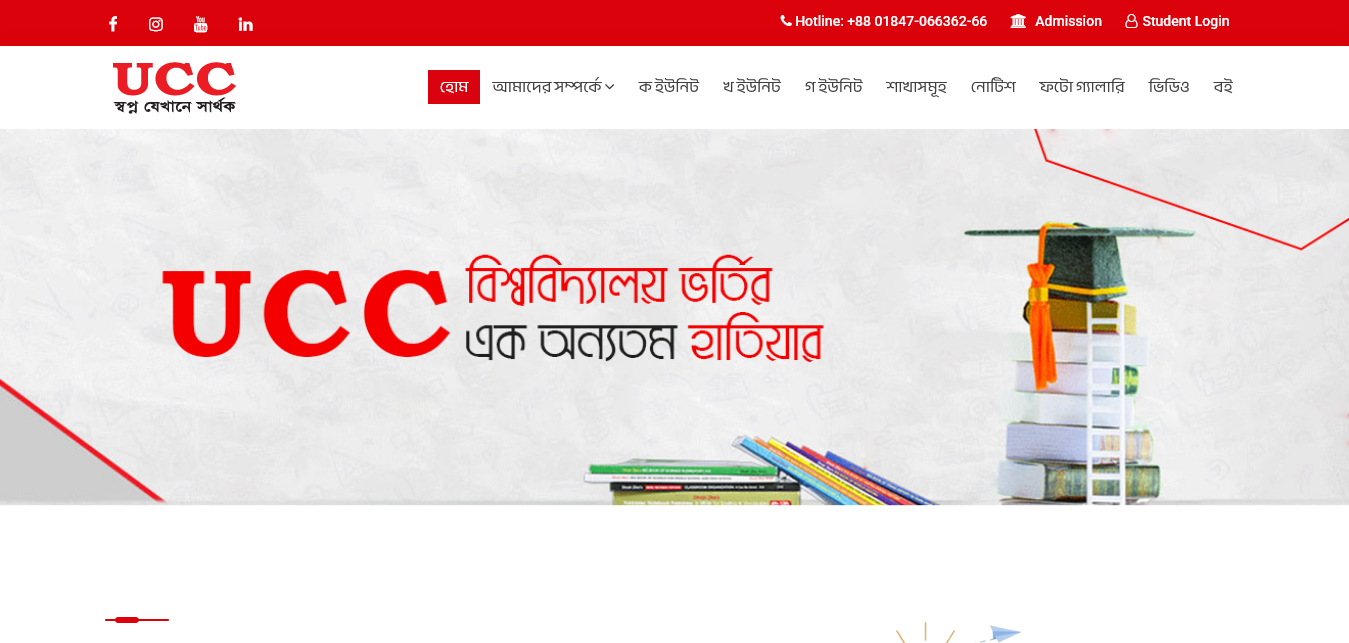 Hotline: +88 01847-066362-66 Admission Student Login
UCC
স্বপ্ন যেখানে সার্থক
হোম আমাদের সম্পর্কে ক ইউনিট খ ইউনিট গ ইউনিট শাখাসমূহ নোটিশ ফটো গ্যালারি ভিডিও বই
UCC বিশ্ববিদ্যালয় ভর্তির
এক অন্যতম হাতিয়ার